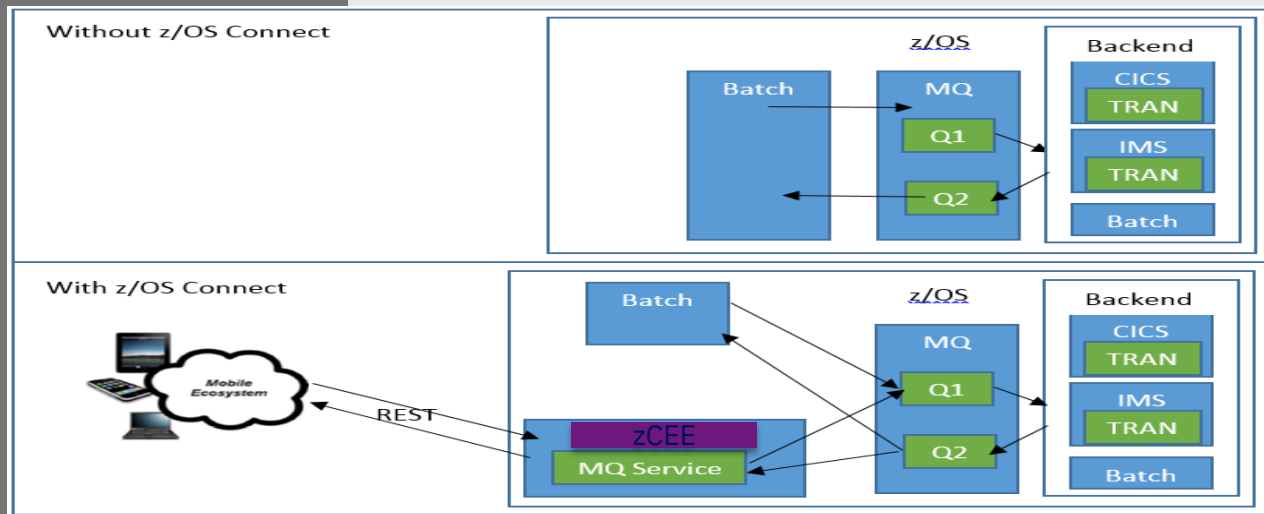 Without z/OS Connect
z/OS
Batch
MQ
Q1
Q2
Backend
CICS
TRAN
IMS
TRAN
Batch
With z/OS Connect
Mobile
Ecosystem
REST
Batch
zCEE
MQ Service
z/OS
MQ
Q1
Q2
Backend
CICS
TRAN
IMS
TRAN
Batch